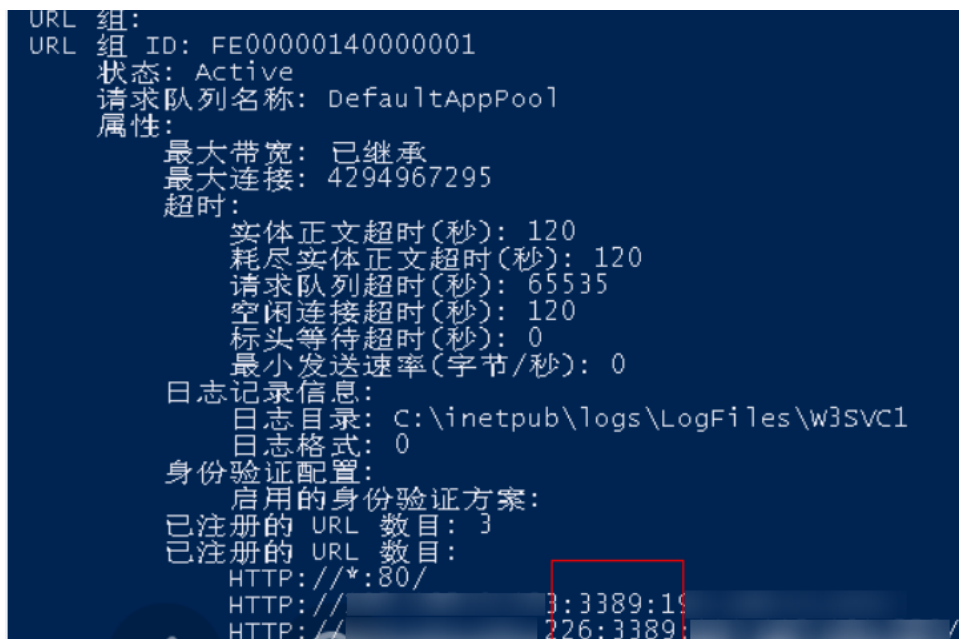 URL 组:
URL 组 ID: FE00000140000001
状态: Active
请求队列名称: DefaultAppPool
属性:
最大带宽: 已继承
最大连接: 4294967295
超时:
实体正文超时(秒): 120
耗尽实体正文超时(秒): 120
请求队列超时(秒): 65535
空闲连接超时(秒): 120
标头等待超时(秒): 0
最小发送速率(字节/秒): 0
日志记录信息:
日志目录: C:\inetpub\logs\LogFiles\W3SVC1
日志格式: 0
身份验证配置:
启用的身份验证方案:
已注册的 URL 数目: 3
已注册的 URL 数目:
HTTP://*:80/
HTTP:// 3:3389:19
HTTP:// 226:3389: /